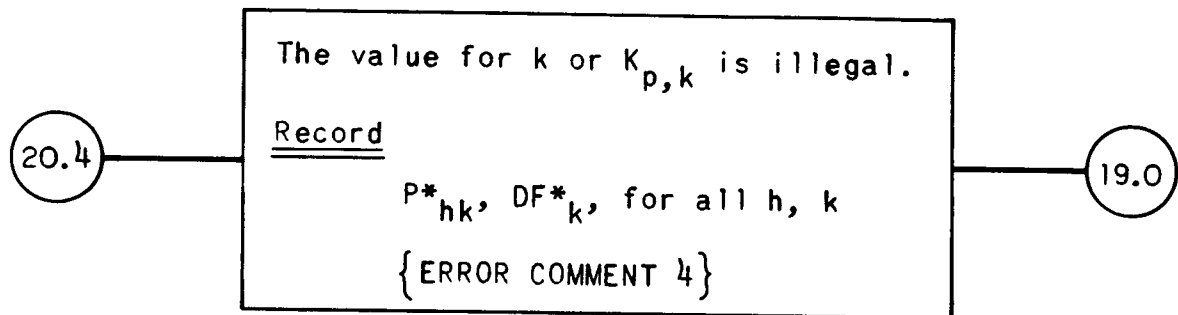 The value for k or K_p,k is illegal.
Record
20.4
19.0
P*_hk, DF*_k, for all h, k
{ERROR COMMENT 4}